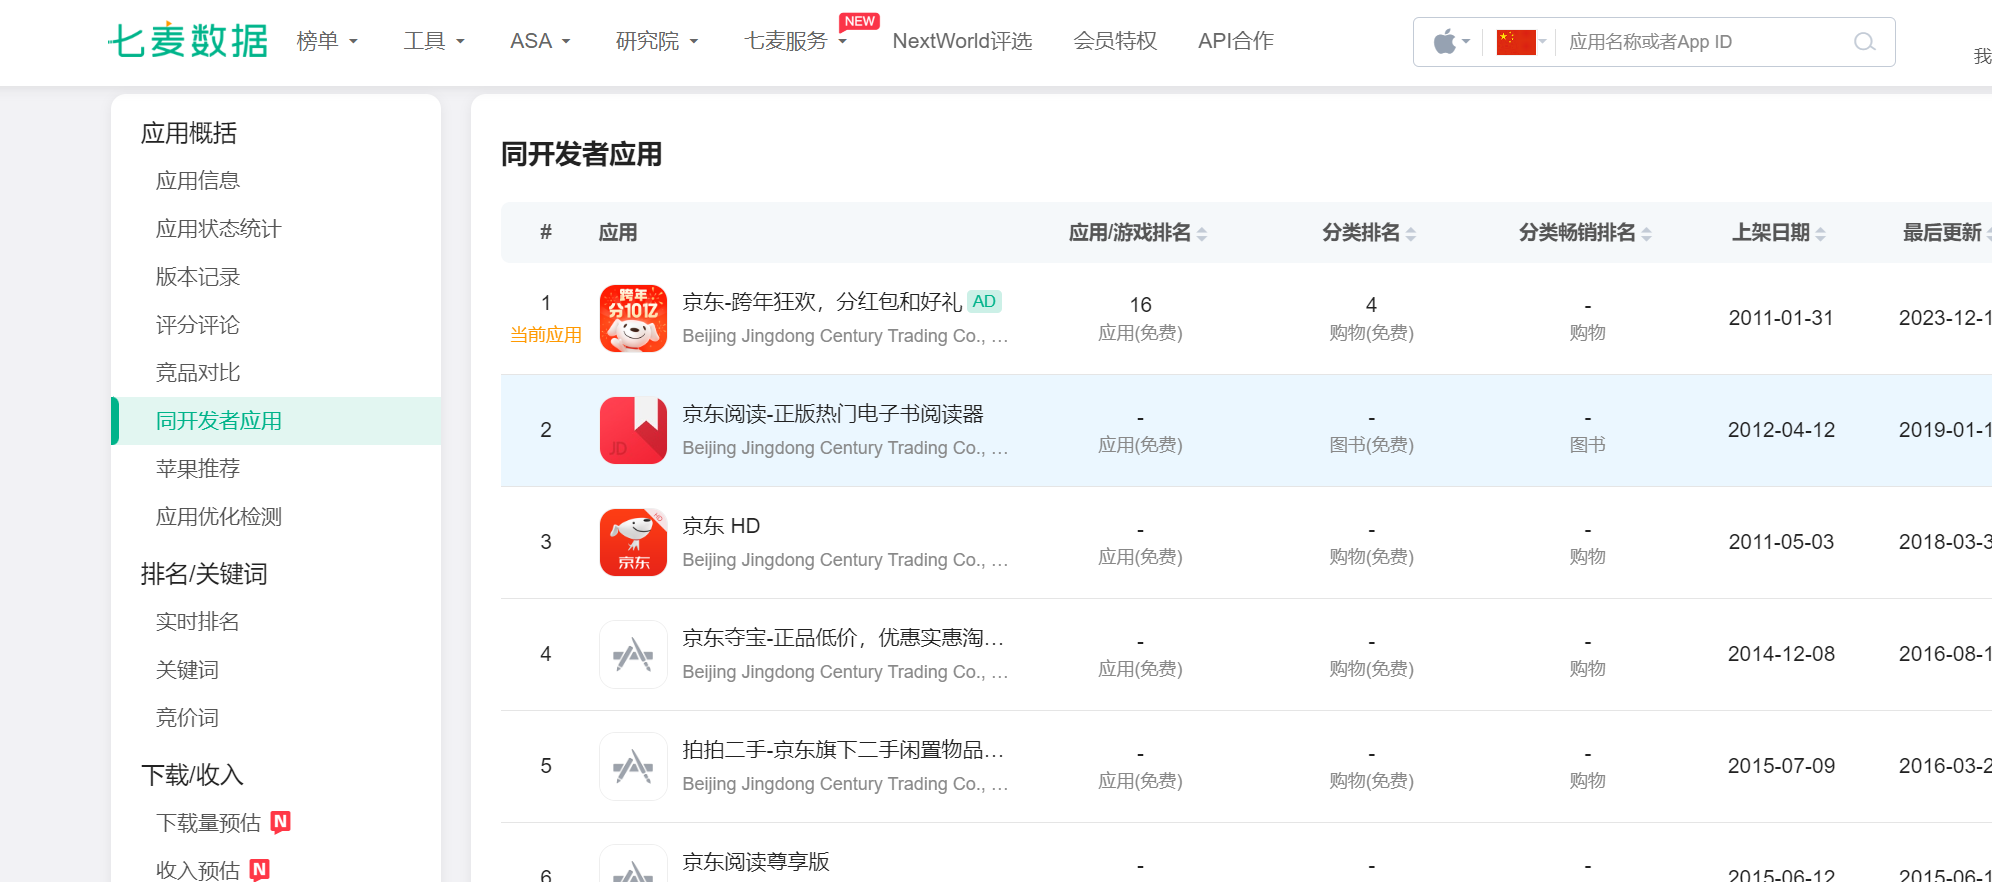 七麦数据 榜单 工具 ASA 研究院 七麦服务 NEW NextWorld评选 会员特权 API合作 应用名称或者App ID 我
应用概括
应用信息
应用状态统计
版本记录
评分评论
竞品对比
同开发者应用
苹果推荐
应用优化检测
排名/关键词
实时排名
关键词
竞价词
下载/收入
下载量预估 N
收入预估 N
同开发者应用
# 应用 应用/游戏排名 分类排名 分类畅销排名 上架日期 最后更新
1 京东-跨年狂欢，分红包和好礼 AD 16 4 - 2011-01-31 2023-12-1
当前应用 Beijing Jingdong Century Trading Co., ... 应用(免费) 购物(免费) 购物
跨年
分10亿
2 京东阅读-正版热门电子书阅读器 - - - 2012-04-12 2019-01-1
JD Beijing Jingdong Century Trading Co., ... 应用(免费) 图书(免费) 图书
3 京东 HD - - - 2011-05-03 2018-03-3
HD
京东 Beijing Jingdong Century Trading Co., ... 应用(免费) 购物(免费) 购物
4 京东夺宝-正品低价，优惠实惠淘... - - - 2014-12-08 2016-08-1
Beijing Jingdong Century Trading Co., ... 应用(免费) 购物(免费) 购物
5 拍拍二手-京东旗下二手闲置物品... - - - 2015-07-09 2016-03-2
Beijing Jingdong Century Trading Co., ... 应用(免费) 购物(免费) 购物
6 京东阅读尊享版 - - - 2015-06-12 2015-06-1